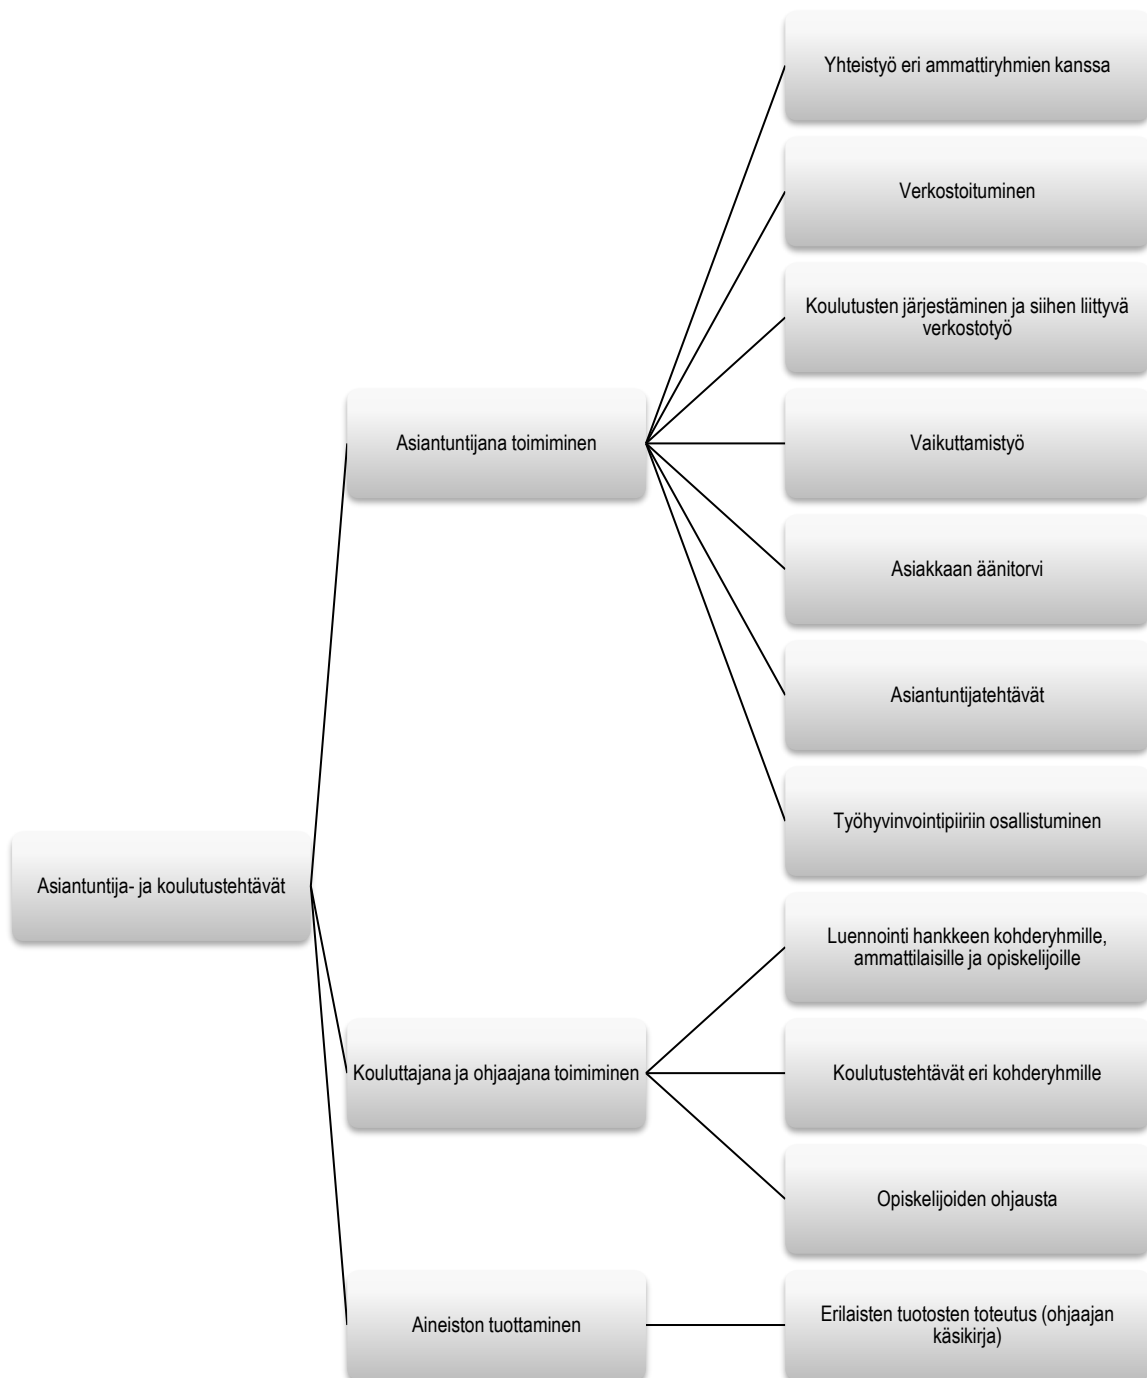 Asiantuntija- ja koulutustehtävät
Asiantuntijana toimiminen
Yhteistyö eri ammattiryhmien kanssa
Verkostoituminen
Koulutusten järjestäminen ja siihen liittyvä
verkostotyö
Vaikuttamistyö
Asiakkaan äänitorvi
Asiantuntijatehtävät
Työhyvinvointipiiriin osallistuminen
Kouluttajana ja ohjaajana toimiminen
Luennointi hankkeen kohderyhmille,
ammattilaisille ja opiskelijoille
Koulutustehtävät eri kohderyhmille
Opiskelijoiden ohjausta
Aineiston tuottaminen
Erilaisten tuotosten toteutus (ohjaajan
käsikirja)